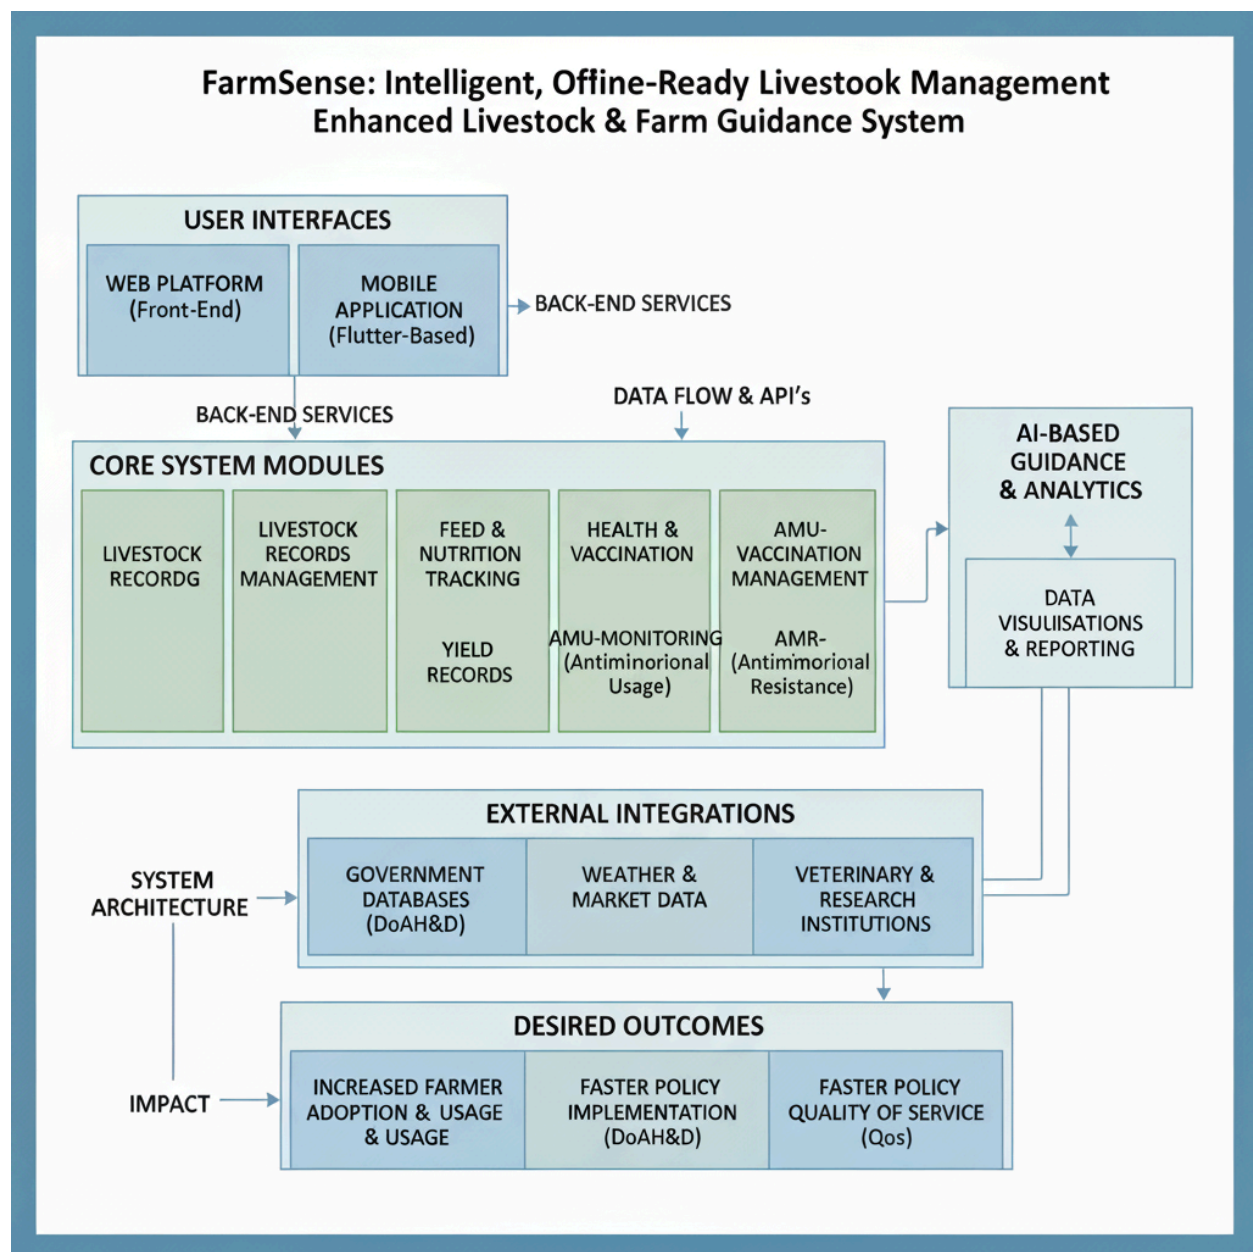 FarmSense: Intelligent, Offine-Ready Livestook Management
Enhanced Livestock & Farm Guidance System
USER INTERFACES
WEB PLATFORM
(Front-End)
MOBILE
APPLICATION
(Flutter-Based)
BACK-END SERVICES
BACK-END SERVICES
DATA FLOW & API's
CORE SYSTEM MODULES
LIVESTOCK
RECORDG
LIVESTOCK
RECORDS
MANAGEMENT
FEED &
NUTRITION
TRACKING
YIELD
RECORDS
HEALTH &
VACCINATION
AMU-MONITORING
(Antiminorional
Usage)
AMU-
VACCINATION
MANAGEMENT
AMR-
(Antimmorional
Resistance)
AI-BASED
GUIDANCE
& ANALYTICS
DATA
VISULIISATIONS
& REPORTING
EXTERNAL INTEGRATIONS
GOVERNMENT
DATABASES
(DoAH&D)
WEATHER &
MARKET DATA
VETERINARY &
RESEARCH
INSTITUTIONS
SYSTEM
ARCHITECTURE
DESIRED OUTCOMES
INCREASED FARMER
ADOPTION & USAGE
& USAGE
FASTER POLICY
IMPLEMENTATION
(DoAH&D)
FASTER POLICY
QUALITY OF SERVICE
(Qos)
IMPACT